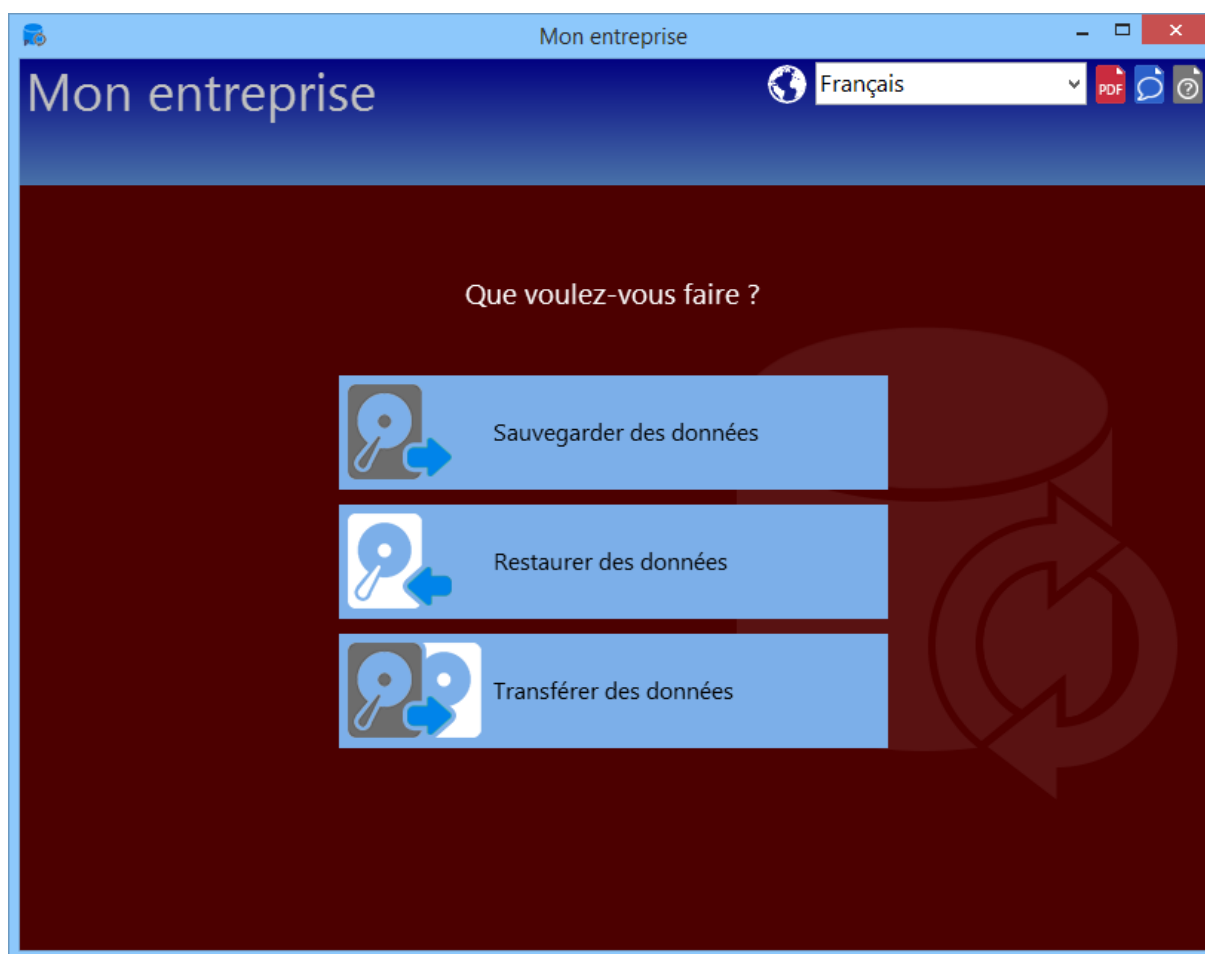 Mon entreprise
Mon entreprise
Français
PDF
?
Que voulez-vous faire ?
Sauvegarder des données
Restaurer des données
Transférer des données